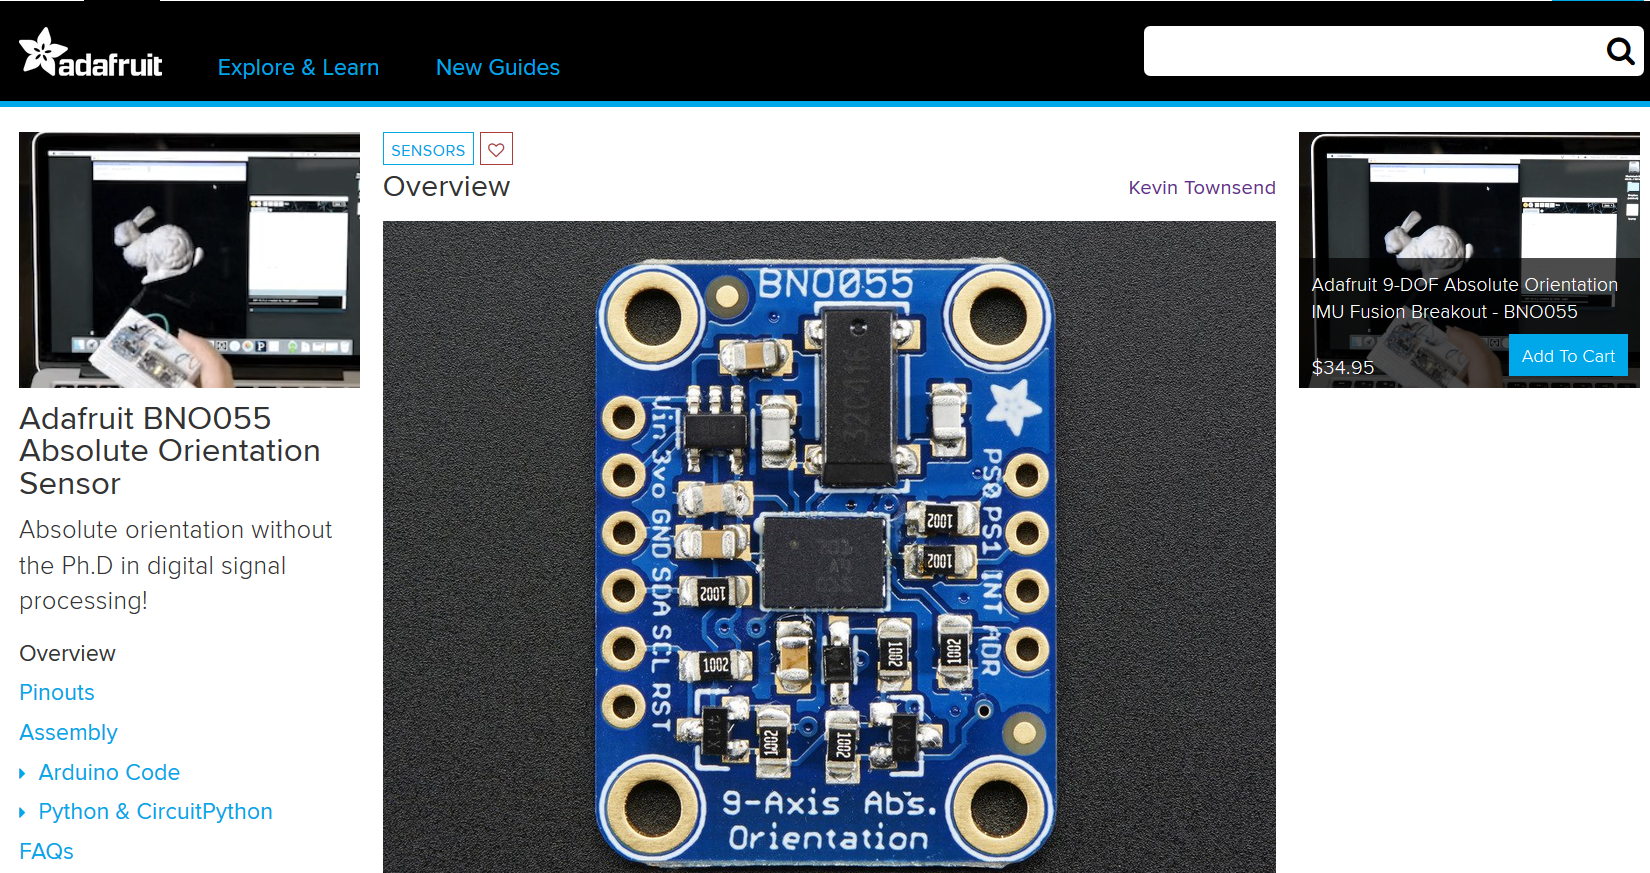 adafruit
Explore & Learn
New Guides
SENSORS
Overview
Kevin Townsend
Adafruit 9-DOF Absolute Orientation
IMU Fusion Breakout - BNO055
$34.95
Add To Cart
Adafruit BNO055
Absolute Orientation
Sensor
Absolute orientation without
the Ph.D in digital signal
processing!
Overview
Pinouts
Assembly
Arduino Code
Python & CircuitPython
FAQs
BNO055
32C416
Vin
3vo
GND
SDA
SCL
RST
PS0
PS1
INT
ADR
1002
1002
1002
1002
1002
1002
1002
1002
9-Axis Abs.
Orientation